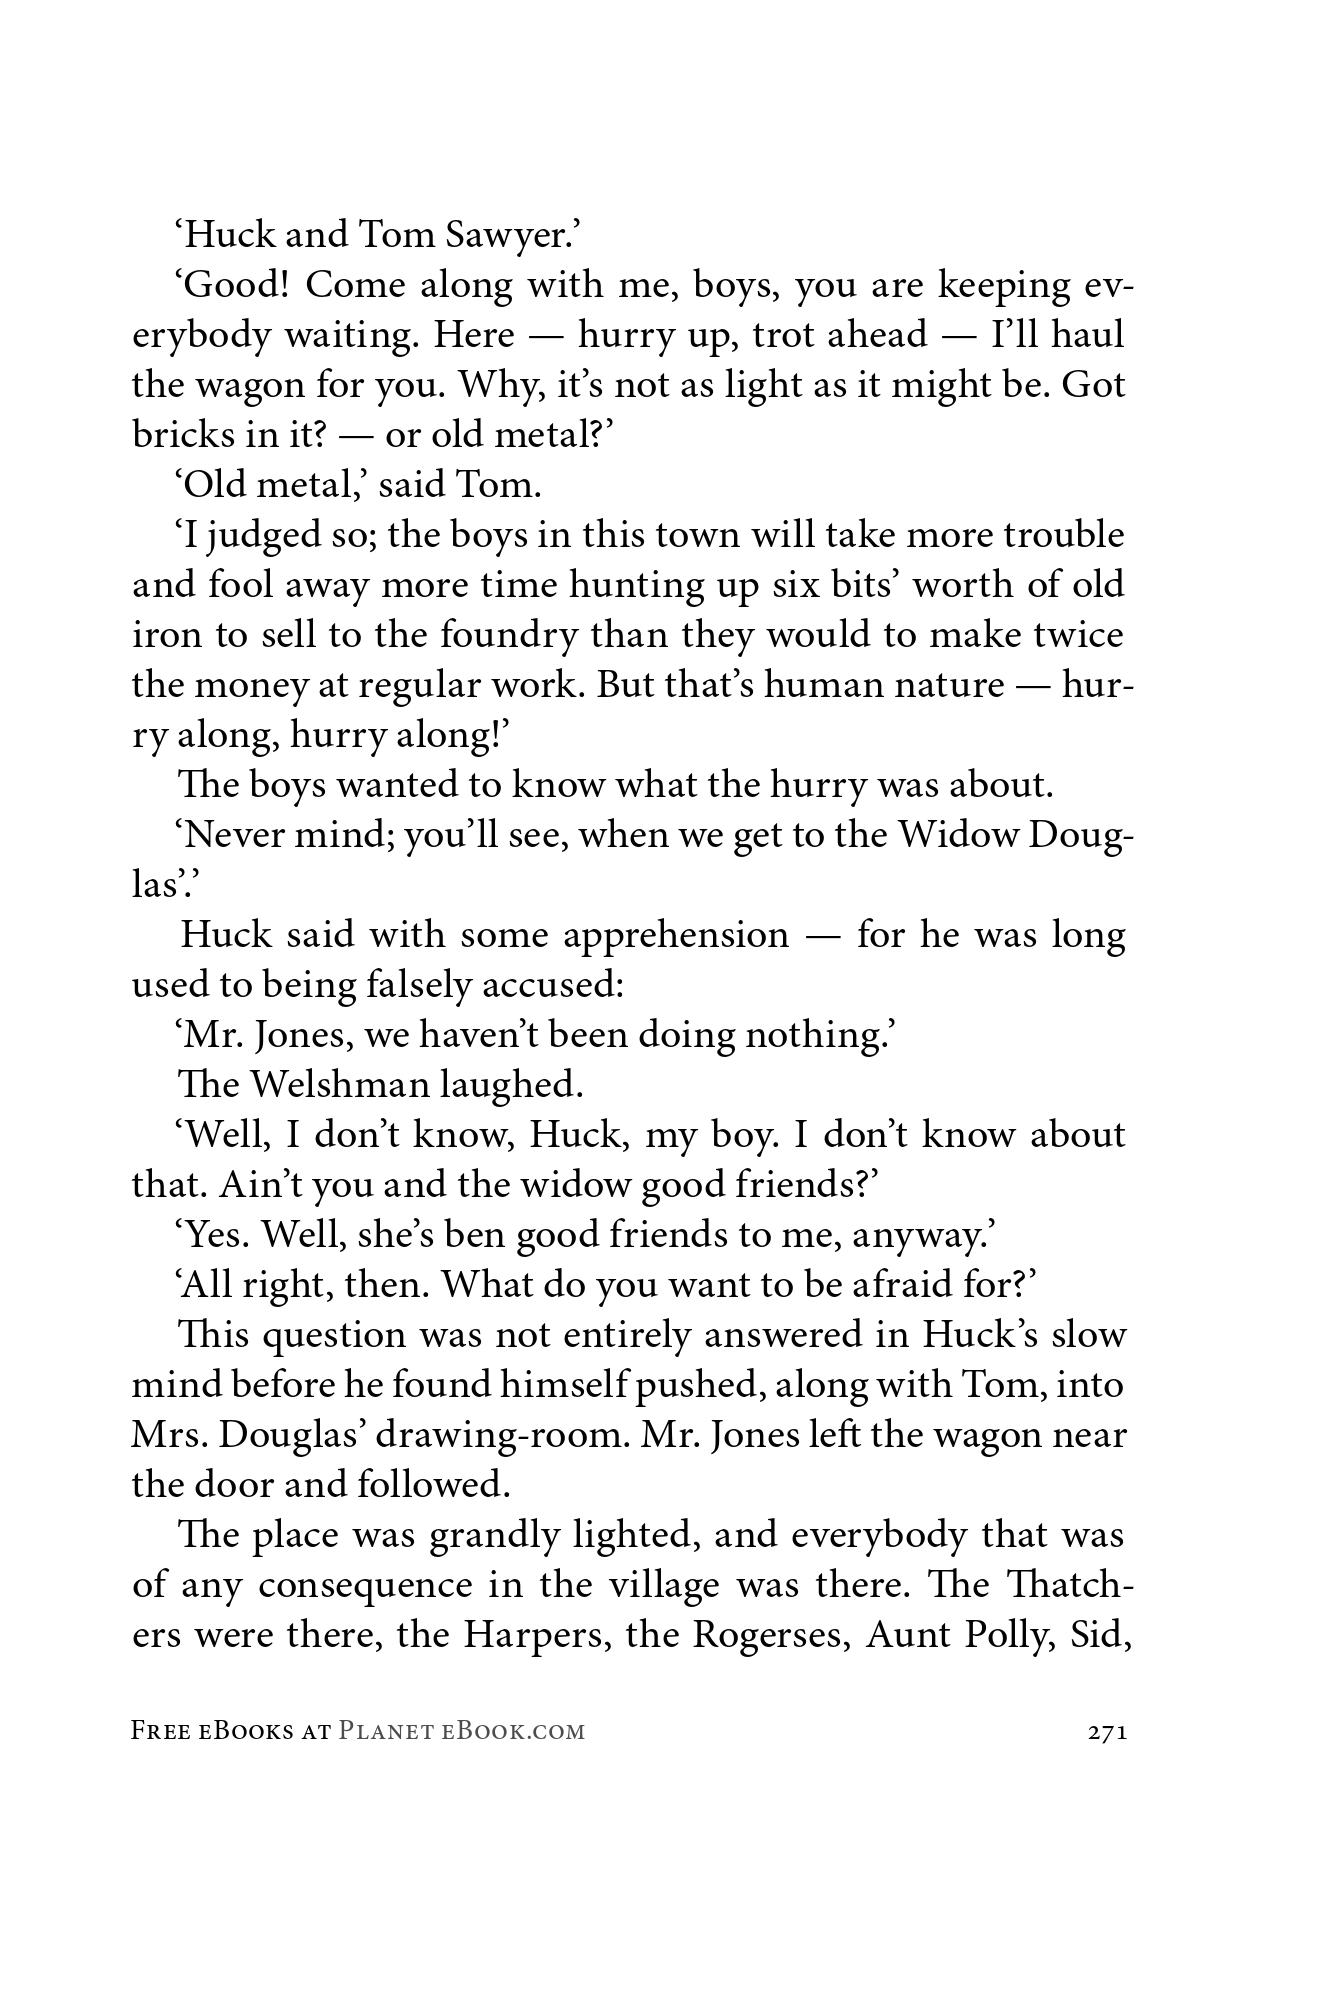 ‘Huck and Tom Sawyer.’
‘Good! Come along with me, boys, you are keeping ev-
erybody waiting. Here — hurry up, trot ahead — I’ll haul
the wagon for you. Why, it’s not as light as it might be. Got
bricks in it? — or old metal?’
‘Old metal,’ said Tom.
‘I judged so; the boys in this town will take more trouble
and fool away more time hunting up six bits’ worth of old
iron to sell to the foundry than they would to make twice
the money at regular work. But that’s human nature — hur-
ry along, hurry along!’
The boys wanted to know what the hurry was about.
‘Never mind; you’ll see, when we get to the Widow Doug-
las’.’
Huck said with some apprehension — for he was long
used to being falsely accused:
‘Mr. Jones, we haven’t been doing nothing.’
The Welshman laughed.
‘Well, I don’t know, Huck, my boy. I don’t know about
that. Ain’t you and the widow good friends?’
‘Yes. Well, she’s ben good friends to me, anyway.’
‘All right, then. What do you want to be afraid for?’
This question was not entirely answered in Huck’s slow
mind before he found himself pushed, along with Tom, into
Mrs. Douglas’ drawing-room. Mr. Jones left the wagon near
the door and followed.
The place was grandly lighted, and everybody that was
of any consequence in the village was there. The Thatch-
ers were there, the Harpers, the Rogerses, Aunt Polly, Sid,
Free eBooks at Planet eBook.com 271